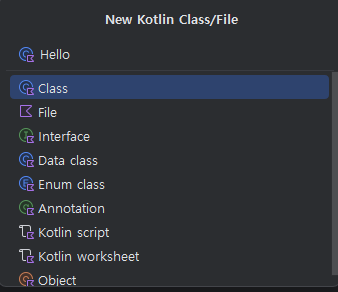 New Kotlin Class/File
Hello
Class
File
Interface
Data class
Enum class
Annotation
Kotlin script
Kotlin worksheet
Object